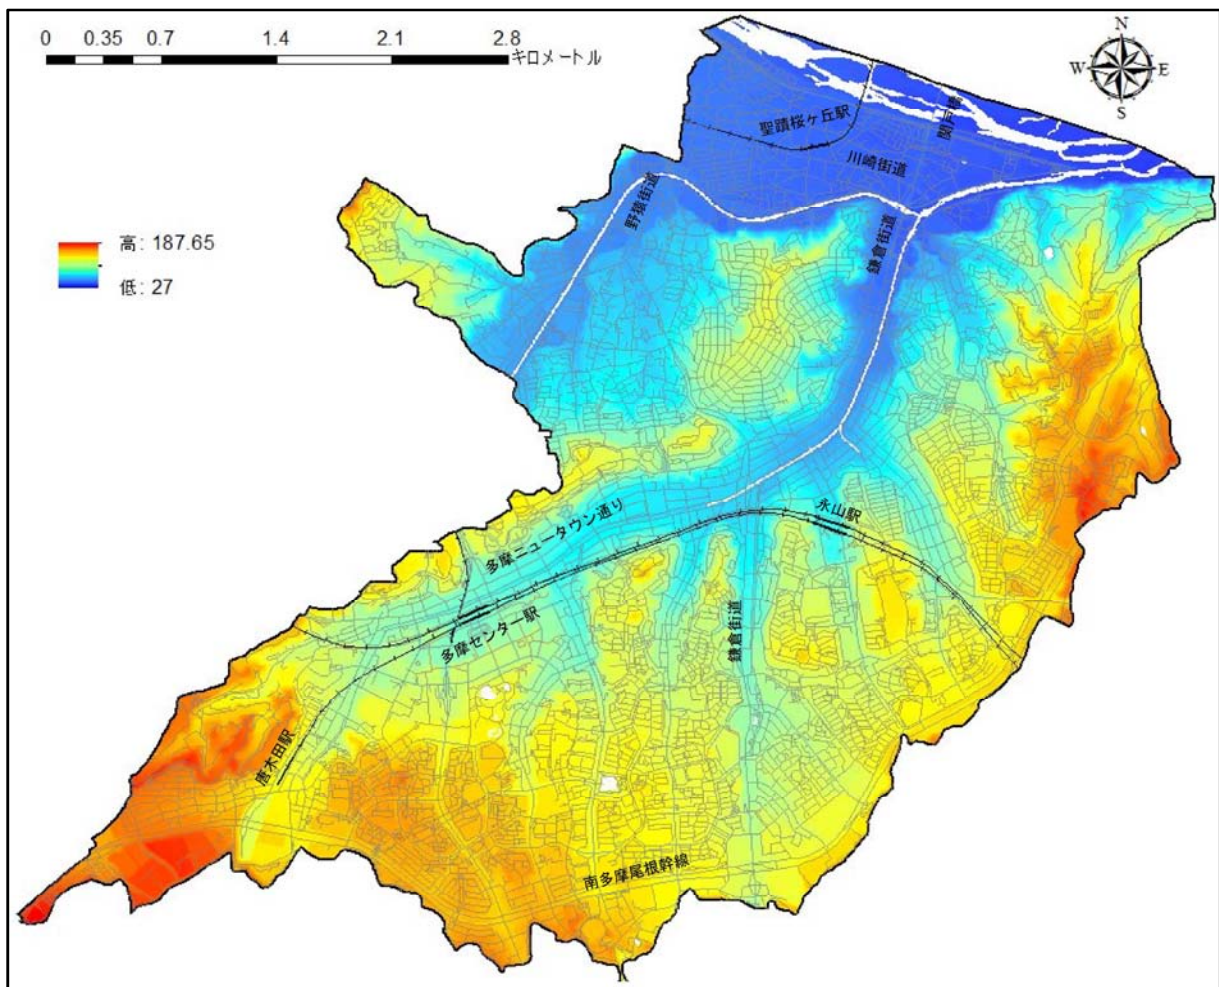 0 0.35 0.7 1.4 2.1 2.8
キロメートル
N
W E
S
高: 187.65
低: 27
聖蹟桜ヶ丘駅
関戸橋
川崎街道
野猿街道
鎌倉街道
多摩ニュータウン通り
永山駅
多摩センター駅
鎌倉街道
唐木田駅
南多摩尾根幹線